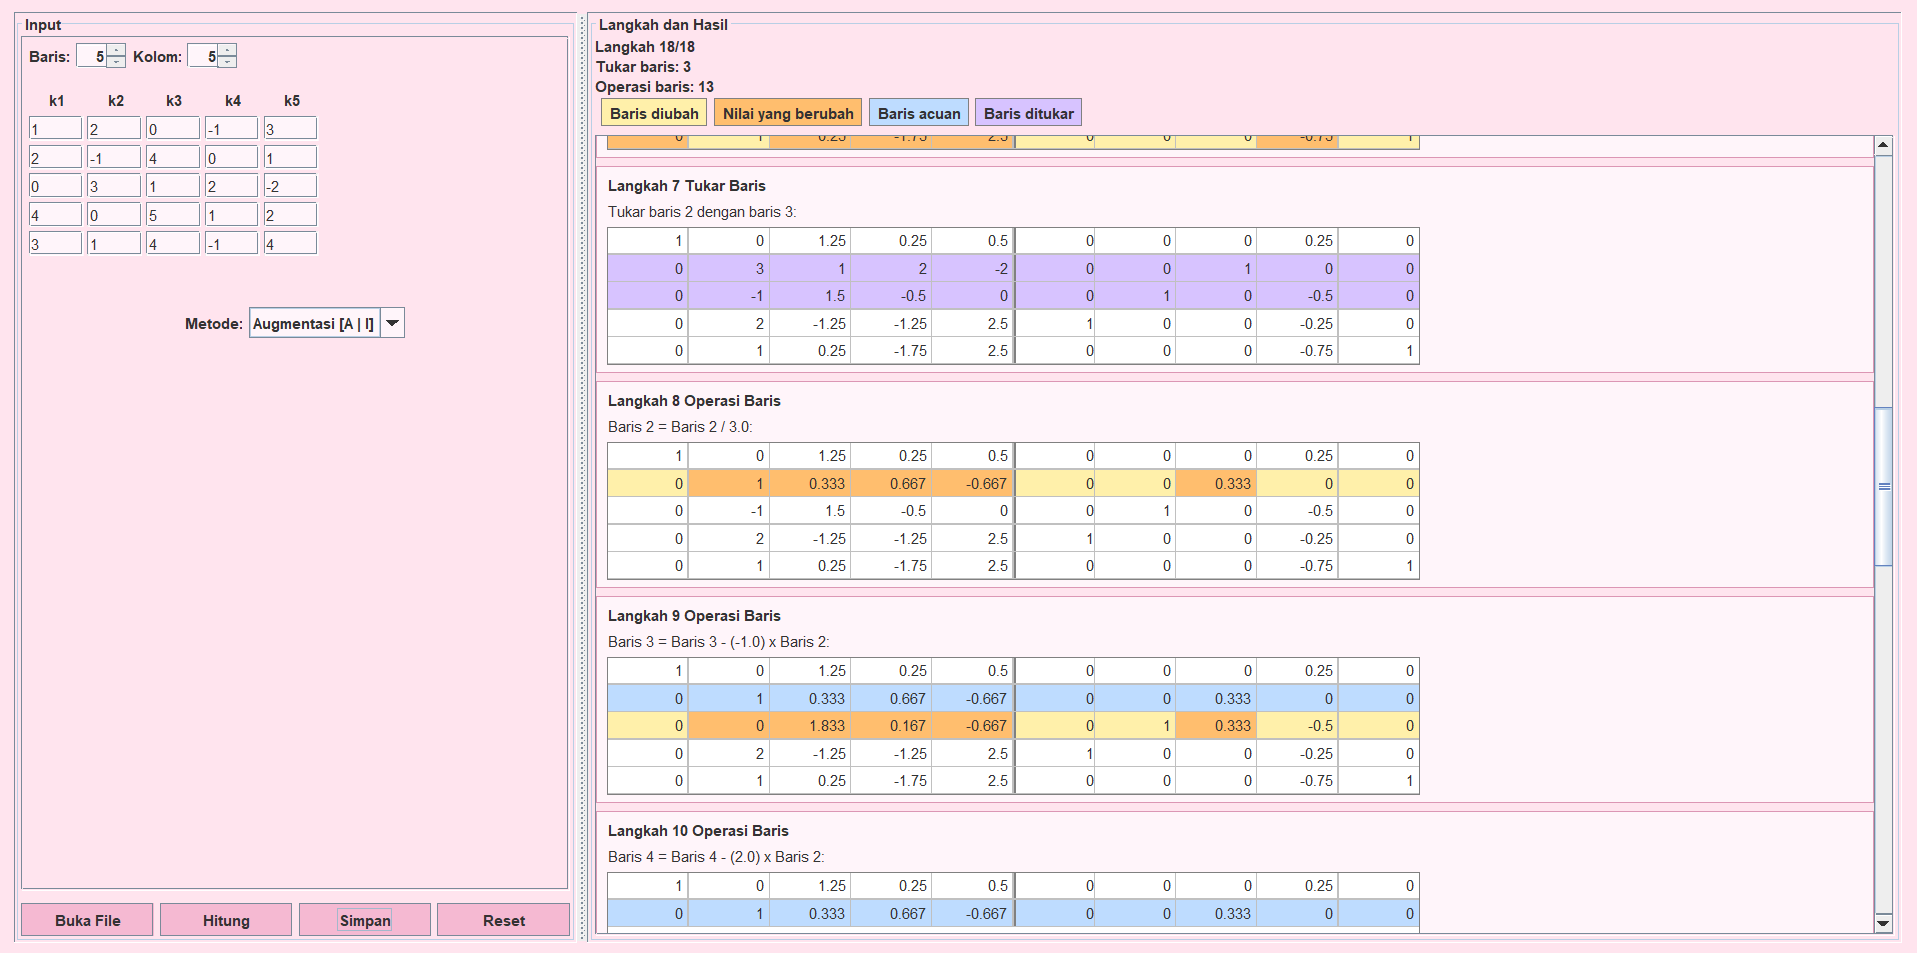 Input
Baris: 5 Kolom: 5
k1 k2 k3 k4 k5
1 2 0 -1 3
2 -1 4 0 1
0 3 1 2 -2
4 0 5 1 2
3 1 4 -1 4
Metode: Augmentasi [A | I]
Buka File Hitung Simpan Reset
Langkah dan Hasil
Langkah 18/18
Tukar baris: 3
Operasi baris: 13
Baris diubah Nilai yang berubah Baris acuan Baris ditukar
0 1 0.25 -1.75 2.5 0 0 0 -0.75 1
Langkah 7 Tukar Baris
Tukar baris 2 dengan baris 3:
1 0 1.25 0.25 0.5 0 0 0 0.25 0
0 3 1 2 -2 0 0 1 0 0
0 -1 1.5 -0.5 0 0 1 0 -0.5 0
0 2 -1.25 -1.25 2.5 1 0 0 -0.25 0
0 1 0.25 -1.75 2.5 0 0 0 -0.75 1
Langkah 8 Operasi Baris
Baris 2 = Baris 2 / 3.0:
1 0 1.25 0.25 0.5 0 0 0 0.25 0
0 1 0.333 0.667 -0.667 0 0 0.333 0 0
0 -1 1.5 -0.5 0 0 1 0 -0.5 0
0 2 -1.25 -1.25 2.5 1 0 0 -0.25 0
0 1 0.25 -1.75 2.5 0 0 0 -0.75 1
Langkah 9 Operasi Baris
Baris 3 = Baris 3 - (-1.0) x Baris 2:
1 0 1.25 0.25 0.5 0 0 0 0.25 0
0 1 0.333 0.667 -0.667 0 0 0.333 0 0
0 0 1.833 0.167 -0.667 0 1 0.333 -0.5 0
0 2 -1.25 -1.25 2.5 1 0 0 -0.25 0
0 1 0.25 -1.75 2.5 0 0 0 -0.75 1
Langkah 10 Operasi Baris
Baris 4 = Baris 4 - (2.0) x Baris 2:
1 0 1.25 0.25 0.5 0 0 0 0.25 0
0 1 0.333 0.667 -0.667 0 0 0.333 0 0